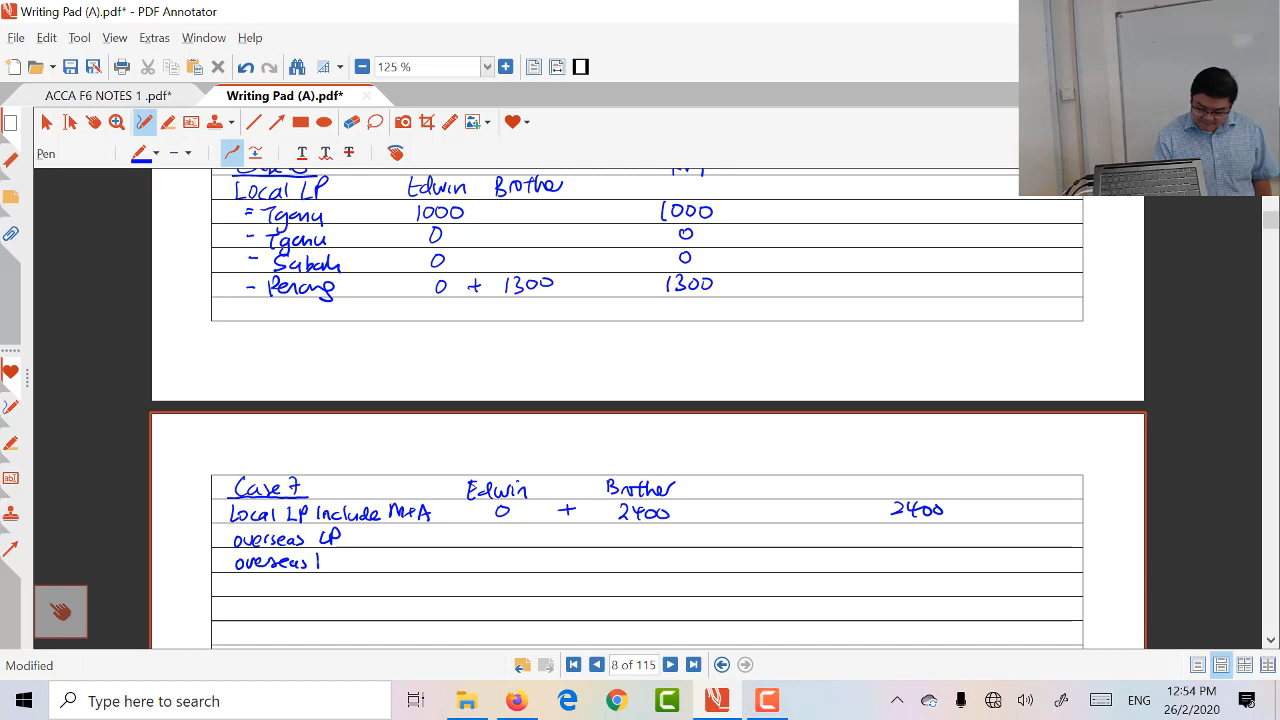 Writing Pad (A).pdf* - PDF Annotator
File Edit Tool View Extras Window Help
125 %
ACCA F6 NOTES 1 .pdf* Writing Pad (A).pdf*
Pen
Local LP Edwin Brother
= Tganu 1000 1000
- Tganu 0 0
- Sabah 0 0
- Penang 0 + 1300 1300
Case 7 Edwin Brother
Local LP Include M+A 0 + 2400 2400
overseas LP
overseas l
8 of 115
Modified
Type here to search
ENG
12:54 PM
26/2/2020